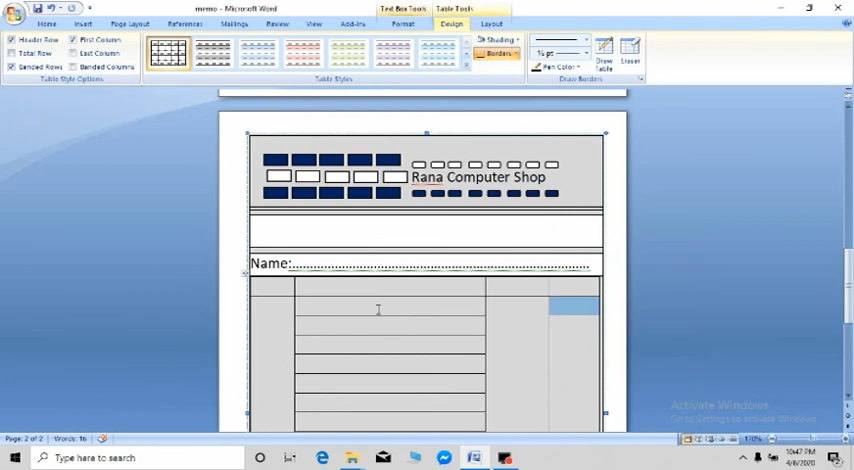 memo - Microsoft Word
Text Box Tools
Table Tools
Home
Insert
Page Layout
References
Mailings
Review
View
Add-Ins
Format
Design
Layout
Header Row
First Column
Total Row
Last Column
Banded Rows
Banded Columns
Table Style Options
Table Styles
Shading
Borders
½ pt
Pen Color
Draw Table
Eraser
Draw Borders
Rana Computer Shop
Name:................................................................................
Activate Windows
Go to Settings to activate Windows.
Page: 2 of 2
Words: 16
170%
Type here to search
10:47 PM
4/6/2020